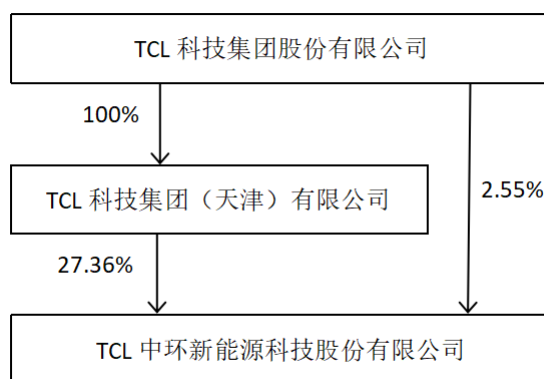 TCL 科技集团股份有限公司
100%
TCL 科技集团（天津）有限公司
2.55%
27.36%
TCL 中环新能源科技股份有限公司